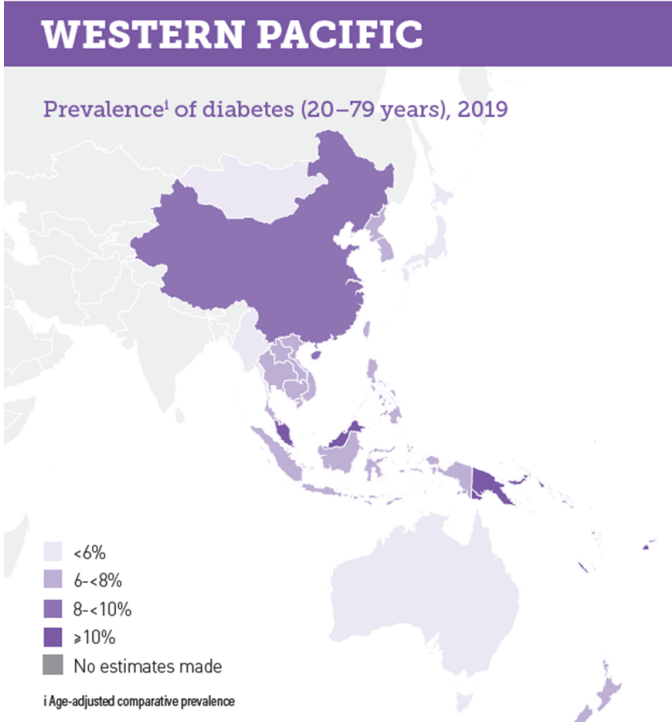 WESTERN PACIFIC
Prevalenceⁱ of diabetes (20–79 years), 2019
<6%
6-<8%
8-<10%
⩾10%
No estimates made
i Age-adjusted comparative prevalence